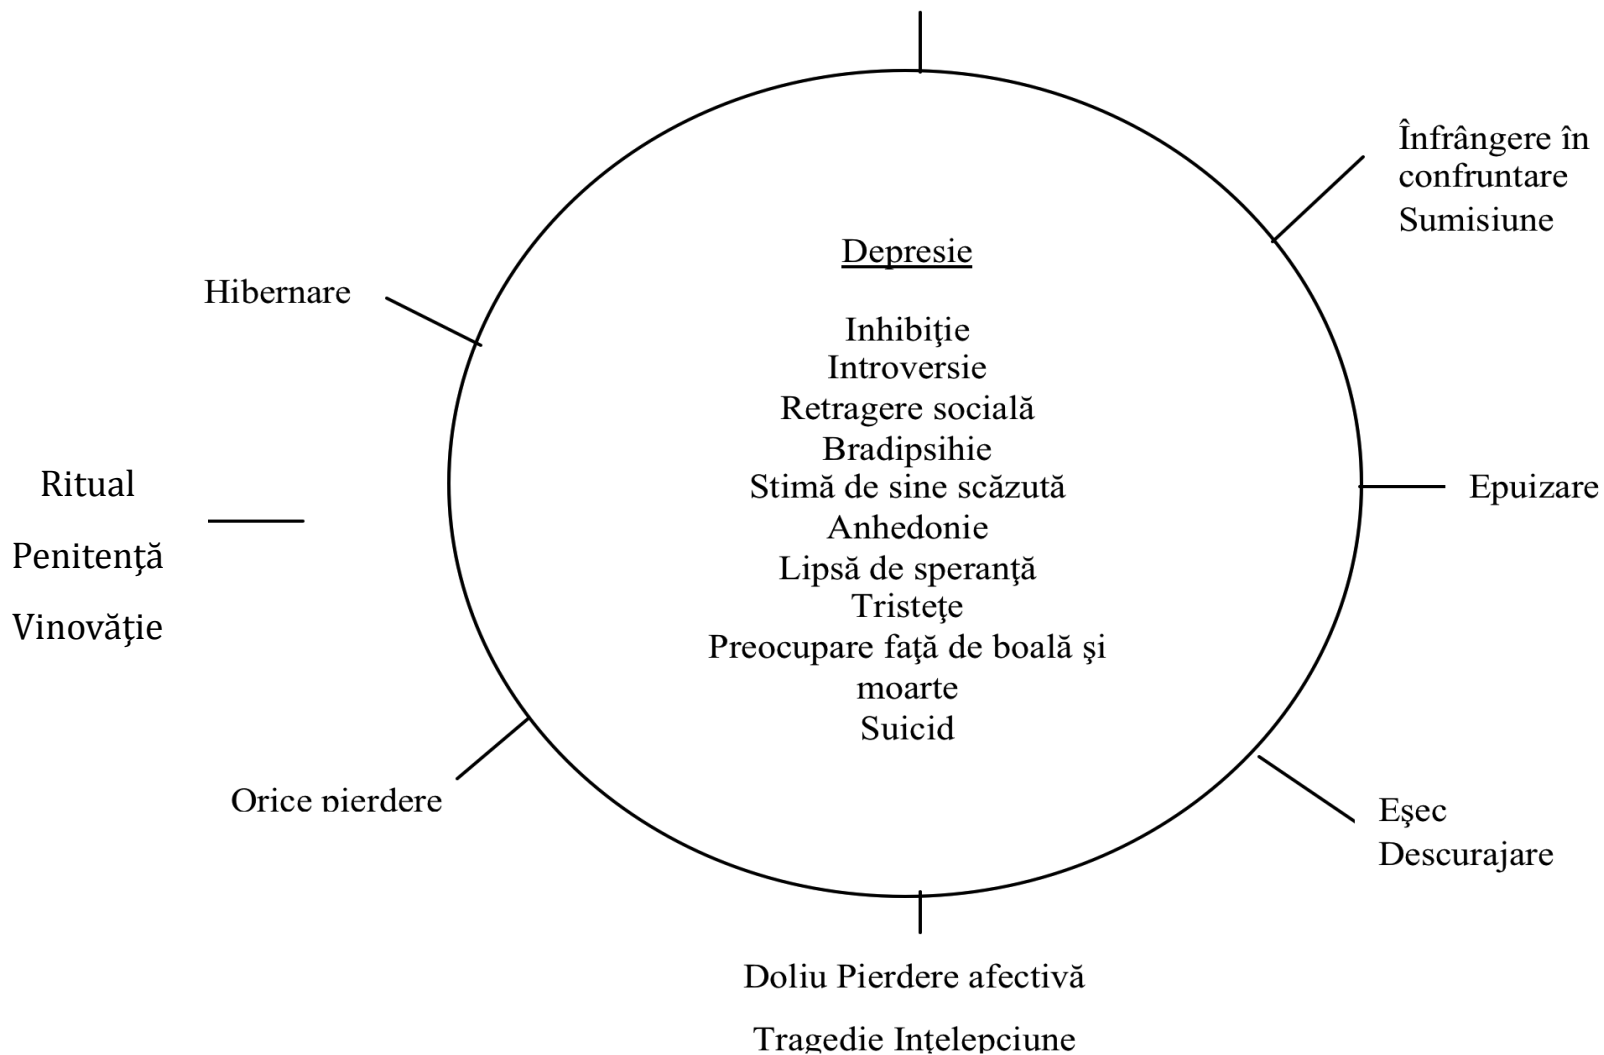 Înfrângere în
confruntare
Sumisiune
Depresie
Hibernare
Inhibiţie
Introversie
Retragere socială
Bradipsihie
Stimă de sine scăzută
Anhedonie
Lipsă de speranţă
Tristeţe
Preocupare faţă de boală şi
moarte
Suicid
Ritual
Penitență
Vinovăție
Epuizare
Orice pierdere
Eşec
Descurajare
Doliu Pierdere afectivă
Tragedie Inţelepciune